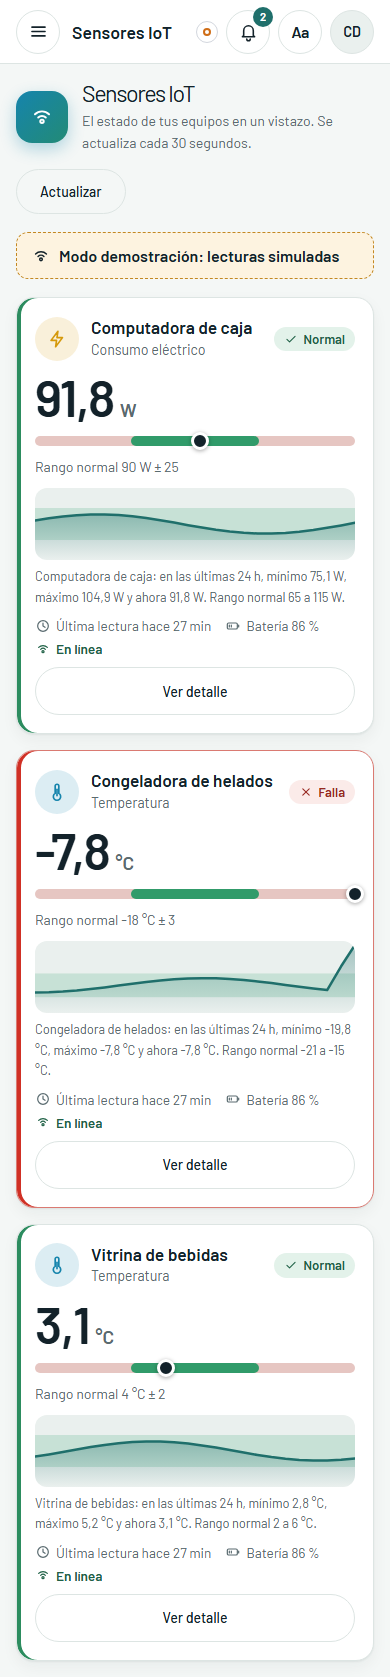 Sensores IoT
2
Aa
CD
Sensores IoT
El estado de tus equipos en un vistazo. Se
actualiza cada 30 segundos.
Actualizar
Modo demostración: lecturas simuladas
Computadora de caja
Consumo eléctrico
Normal
91,8 W
Rango normal 90 W ± 25
Computadora de caja: en las últimas 24 h, mínimo 75,1 W,
máximo 104,9 W y ahora 91,8 W. Rango normal 65 a 115 W.
Última lectura hace 27 min
Batería 86 %
En línea
Ver detalle
Congeladora de helados
Temperatura
Falla
-7,8 °C
Rango normal -18 °C ± 3
Congeladora de helados: en las últimas 24 h, mínimo -19,8
°C, máximo -7,8 °C y ahora -7,8 °C. Rango normal -21 a -15
°C.
Última lectura hace 27 min
Batería 86 %
En línea
Ver detalle
Vitrina de bebidas
Temperatura
Normal
3,1 °C
Rango normal 4 °C ± 2
Vitrina de bebidas: en las últimas 24 h, mínimo 2,8 °C,
máximo 5,2 °C y ahora 3,1 °C. Rango normal 2 a 6 °C.
Última lectura hace 27 min
Batería 86 %
En línea
Ver detalle